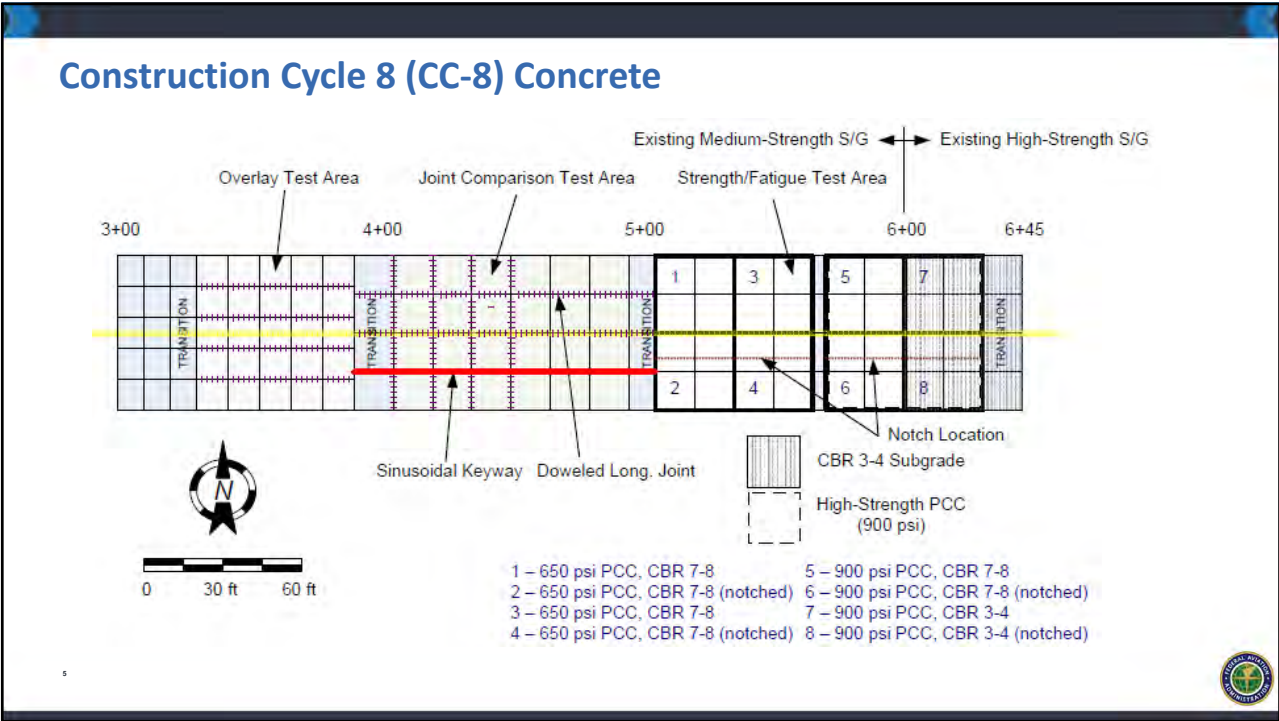 Construction Cycle 8 (CC-8) Concrete
Existing Medium-Strength S/G
Existing High-Strength S/G
Overlay Test Area
Joint Comparison Test Area
Strength/Fatigue Test Area
3+00
4+00
5+00
6+00
6+45
TRANSITION
TRANSITION
TRANSITION
TRANSITION
1
3
5
7
2
4
6
8
Notch Location
Sinusoidal Keyway
Doweled Long. Joint
CBR 3-4 Subgrade
High-Strength PCC
(900 psi)
N
0
30 ft
60 ft
1 – 650 psi PCC, CBR 7-8
2 – 650 psi PCC, CBR 7-8 (notched)
3 – 650 psi PCC, CBR 7-8
4 – 650 psi PCC, CBR 7-8 (notched)
5 – 900 psi PCC, CBR 7-8
6 – 900 psi PCC, CBR 7-8 (notched)
7 – 900 psi PCC, CBR 3-4
8 – 900 psi PCC, CBR 3-4 (notched)
5
FEDERAL AVIATION
ADMINISTRATION